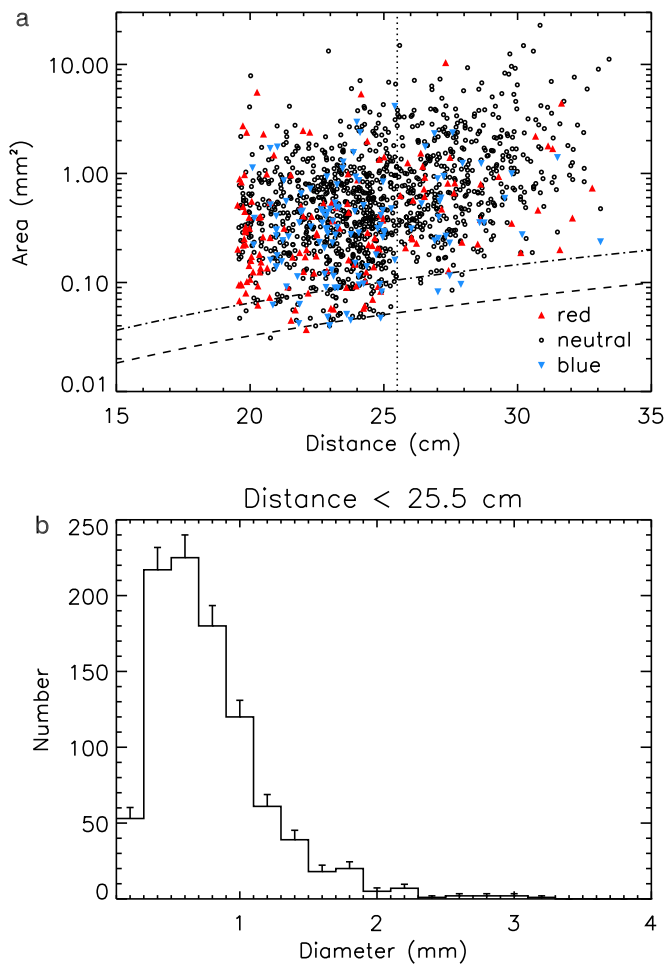 a
10.00
1.00
0.10
0.01
Area (mm²)
red
neutral
blue
15 20 25 30 35
Distance (cm)
Distance < 25.5 cm
b
250
200
150
100
50
0
Number
1 2 3 4
Diameter (mm)